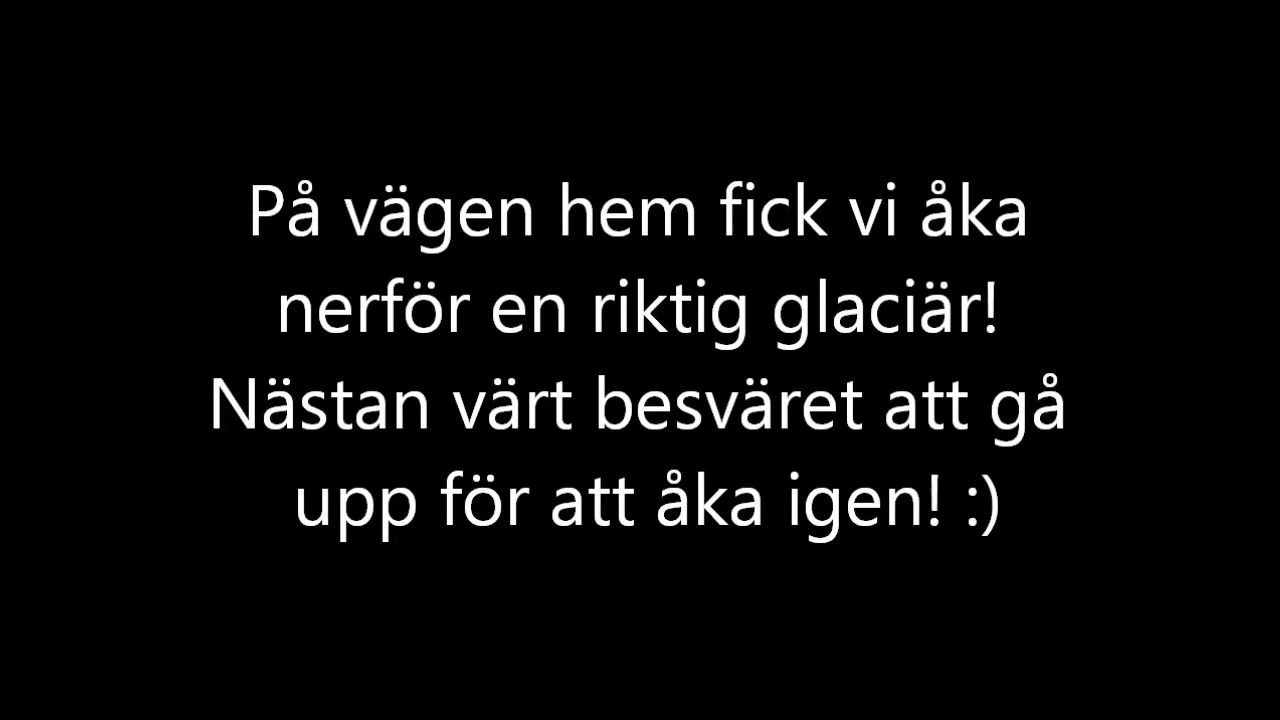 På vägen hem fick vi åka
nerför en riktig glaciär!
Nästan värt besväret att gå
upp för att åka igen! :)